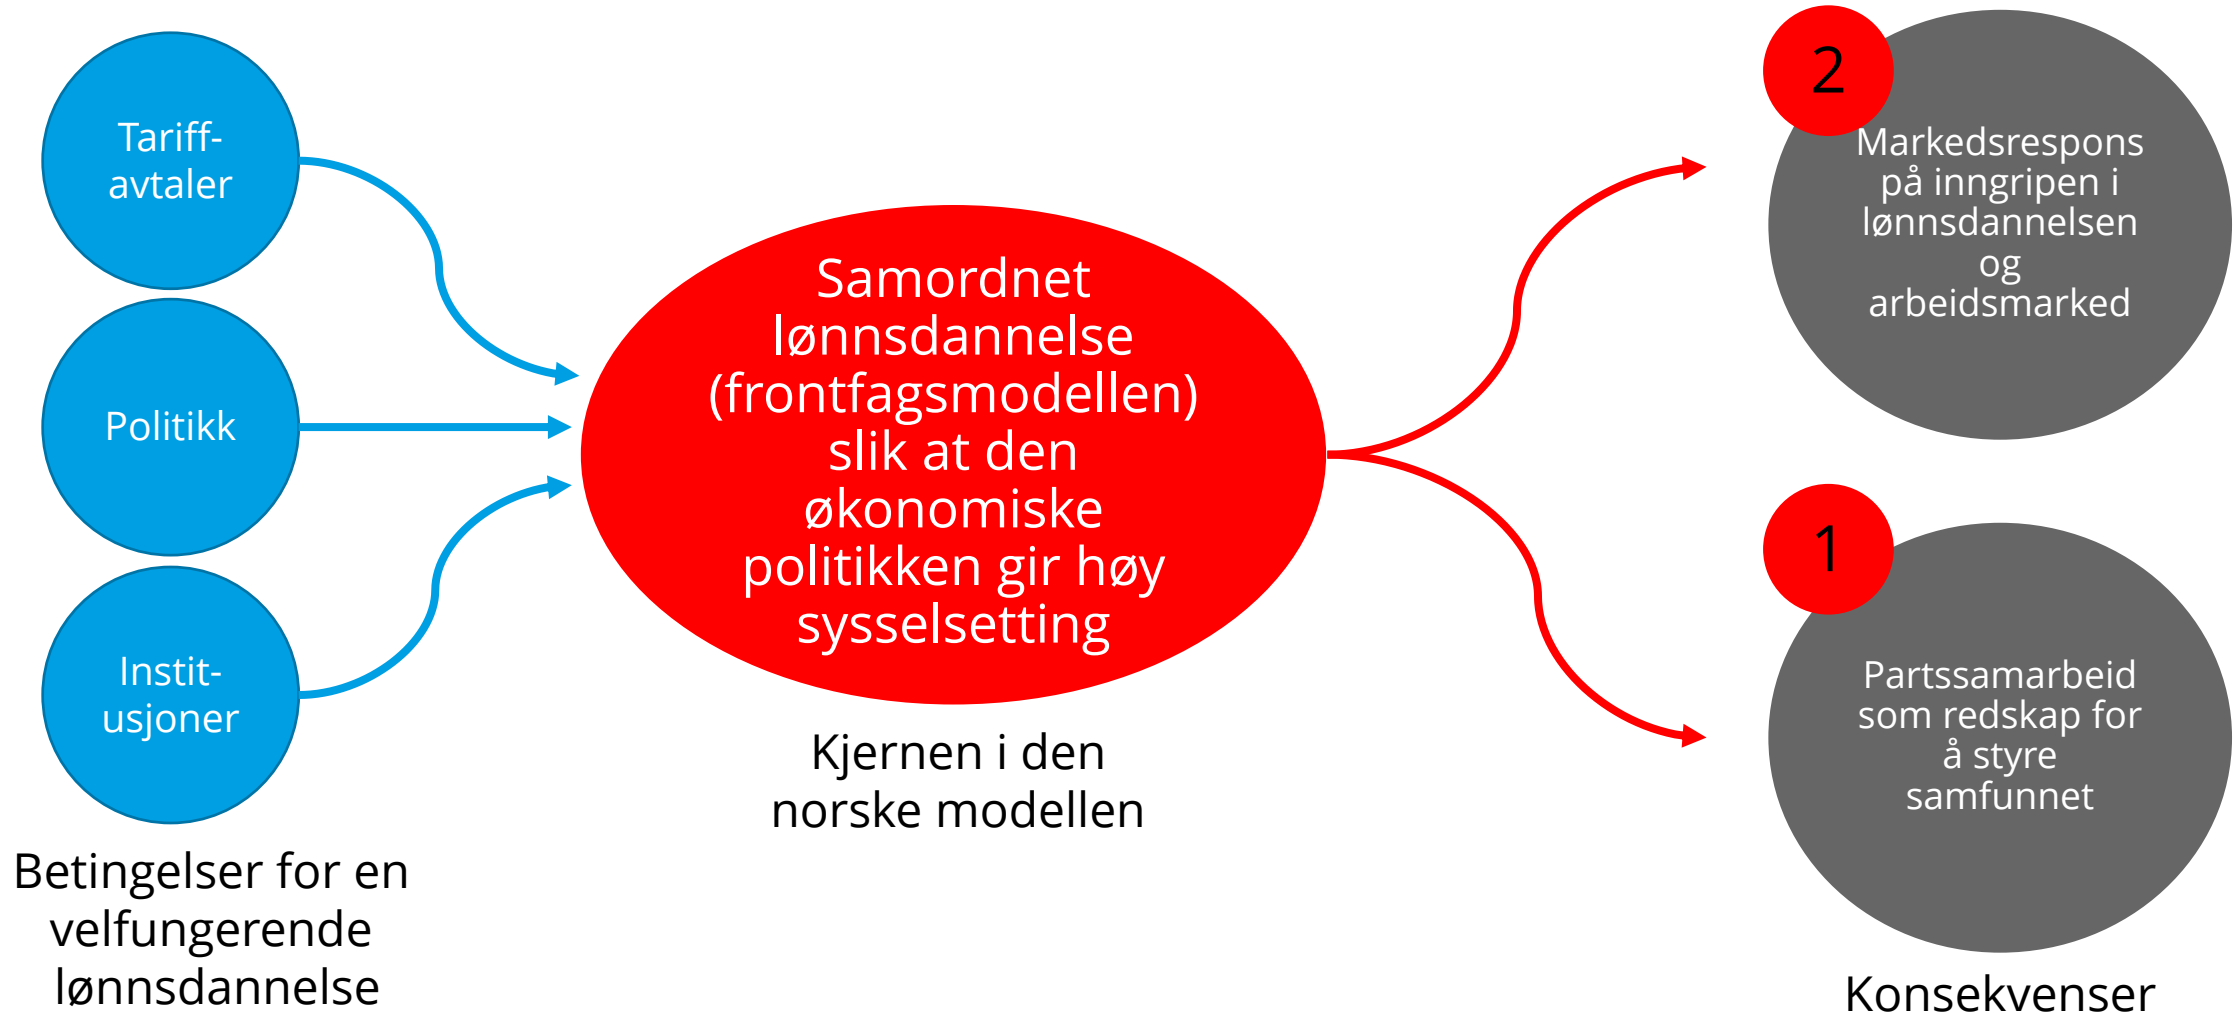 Tariff-
avtaler
Politikk
Instit-
usjoner
Betingelser for en
velfungerende
lønnsdannelse
Samordnet
lønnsdannelse
(frontfagsmodellen)
slik at den
økonomiske
politikken gir høy
sysselsetting
Kjernen i den
norske modellen
2
Markedsrespons
på inngripen i
lønnsdannelsen
og
arbeidsmarked
1
Partssamarbeid
som redskap for
å styre
samfunnet
Konsekvenser